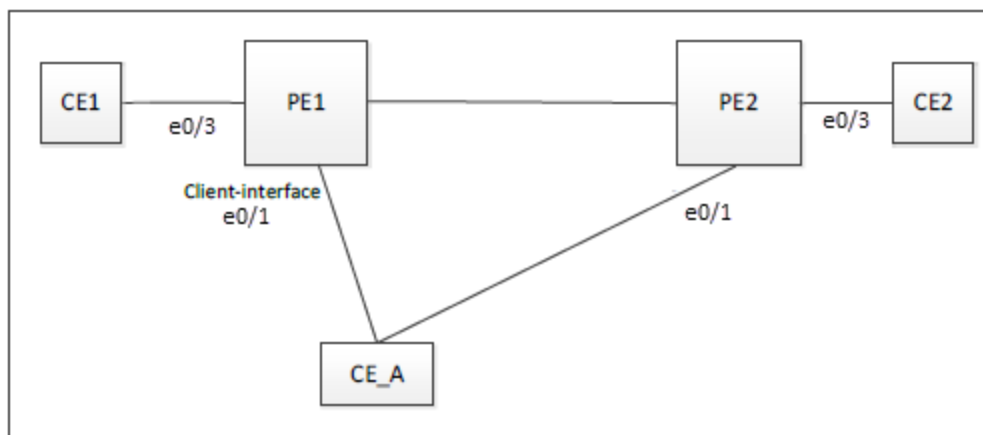 CE1
PE1
PE2
CE2
e0/3
e0/3
Client-interface
e0/1
e0/1
CE_A